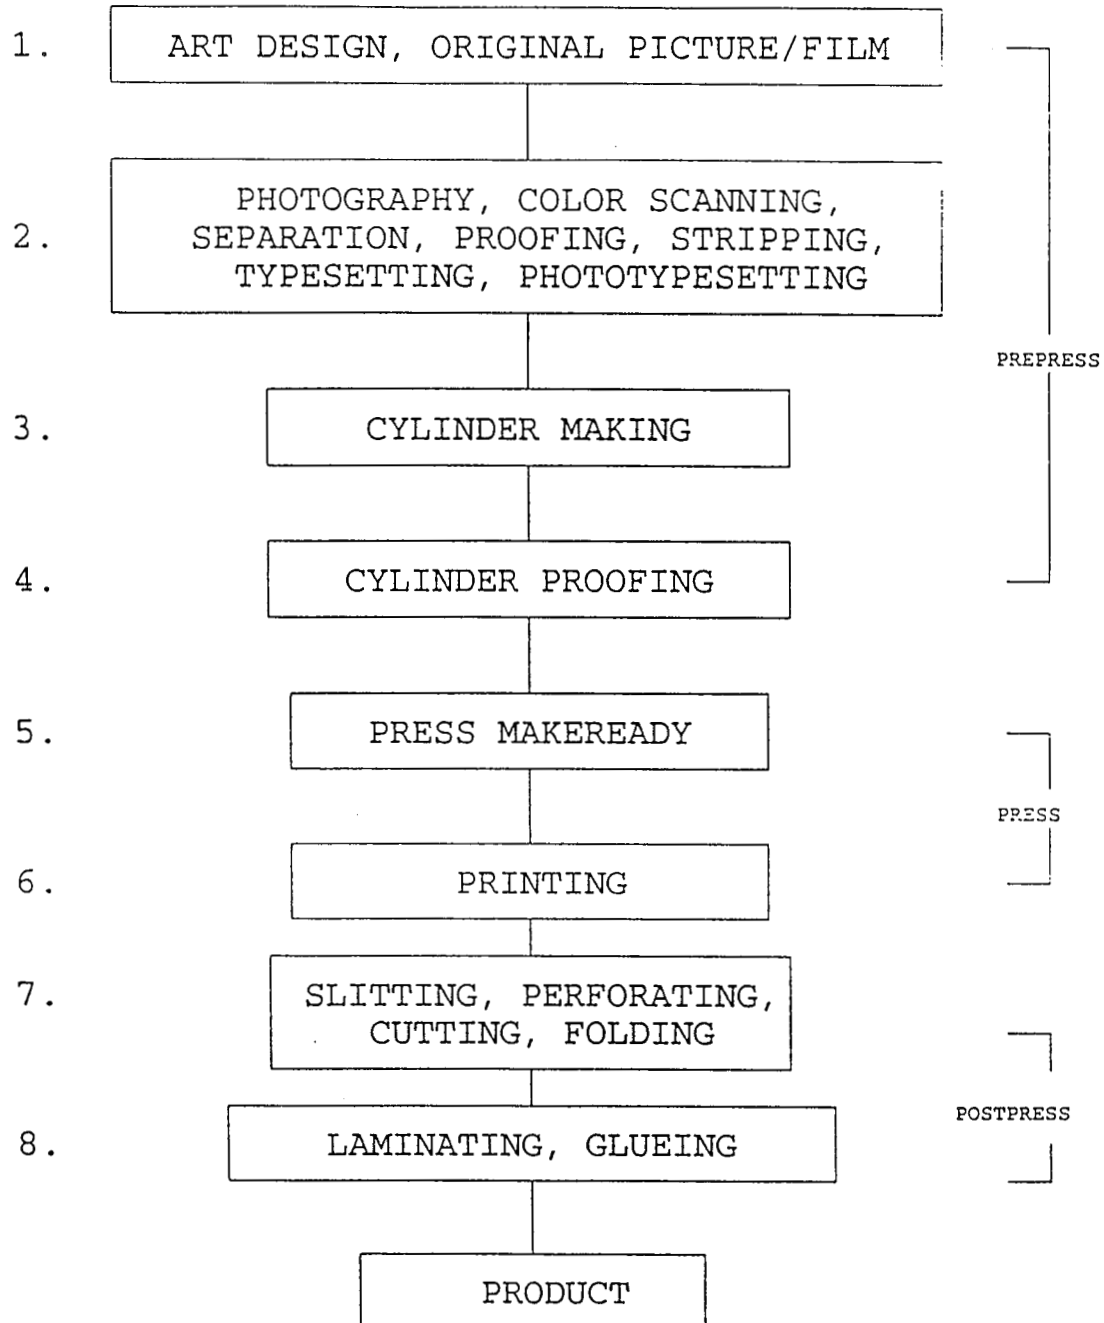 1. ART DESIGN, ORIGINAL PICTURE/FILM
2. PHOTOGRAPHY, COLOR SCANNING,
SEPARATION, PROOFING, STRIPPING,
TYPESETTING, PHOTOTYPESETTING
PREPRESS
3. CYLINDER MAKING
4. CYLINDER PROOFING
5. PRESS MAKEREADY
PRESS
6. PRINTING
7. SLITTING, PERFORATING,
CUTTING, FOLDING
POSTPRESS
8. LAMINATING, GLUEING
PRODUCT